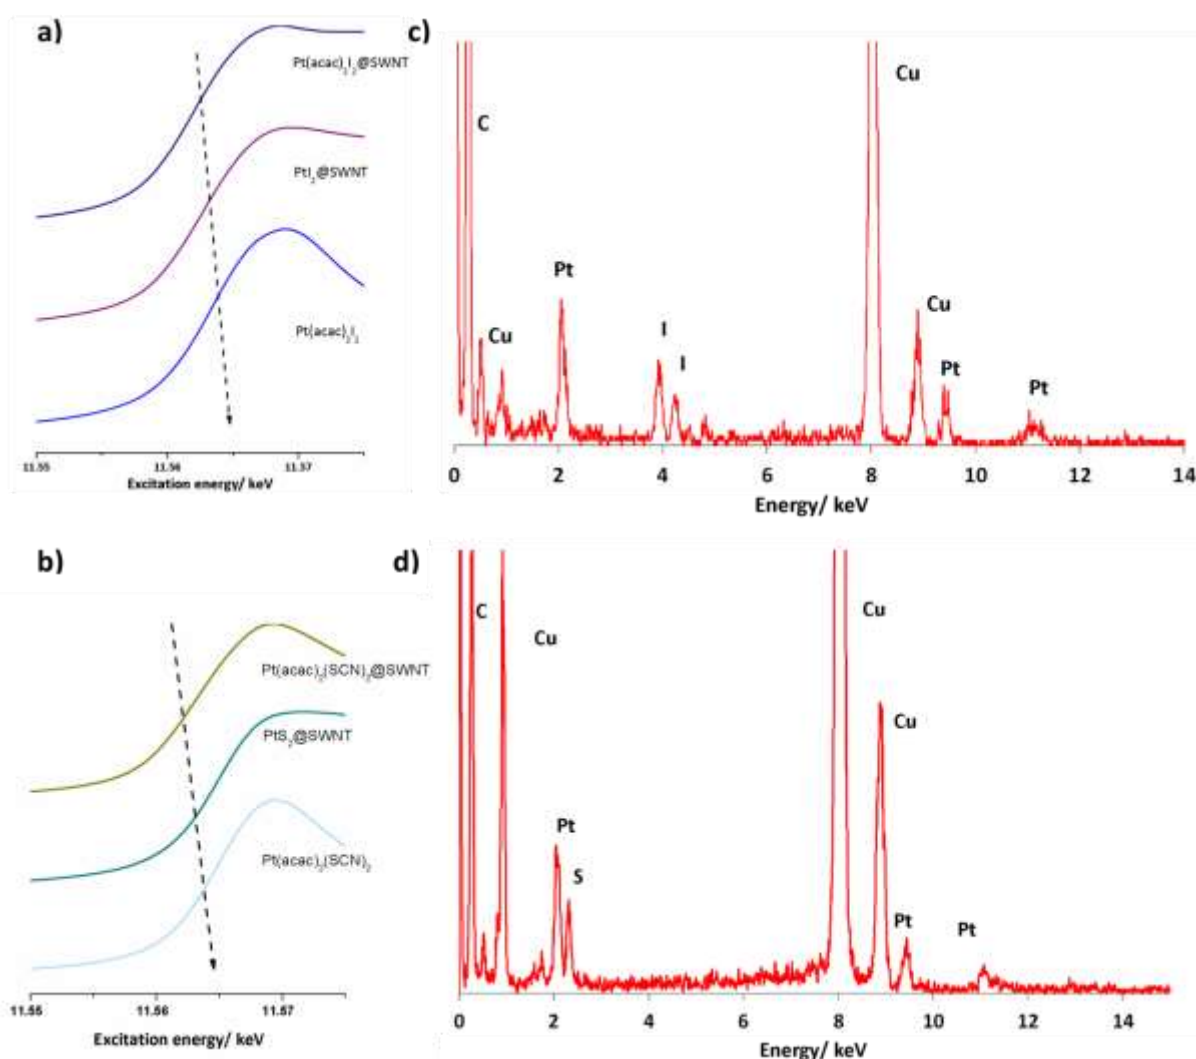 a)
Pt(acac)₂I₂@SWNT
PtI₂@SWNT
Pt(acac)₂I₂
11.55 11.56 11.57
Excitation energy/ keV
c)
C
Cu
Pt
I
I
Cu
Cu
Pt
Pt
0 2 4 6 8 10 12 14
Energy/ keV
b)
Pt(acac)₂(SCN)₂@SWNT
PtS₂@SWNT
Pt(acac)₂(SCN)₂
11.55 11.56 11.57
Excitation energy/ keV
d)
C
Cu
Pt
S
Cu
Cu
Pt
Pt
0 2 4 6 8 10 12 14
Energy/ keV